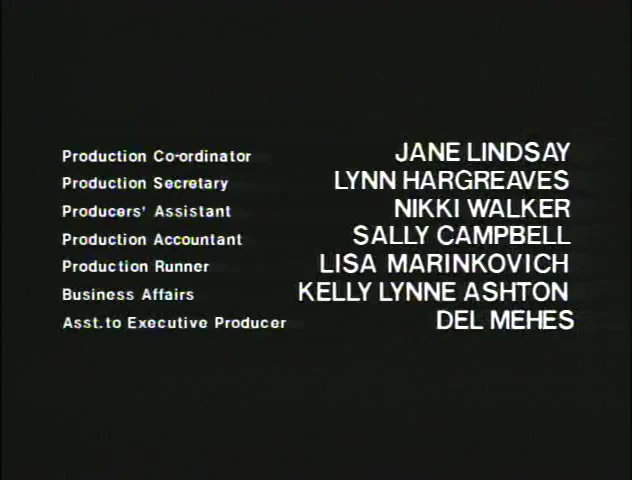 Production Co-ordinator JANE LINDSAY
Production Secretary LYNN HARGREAVES
Producers' Assistant NIKKI WALKER
Production Accountant SALLY CAMPBELL
Production Runner LISA MARINKOVICH
Business Affairs KELLY LYNNE ASHTON
Asst. to Executive Producer DEL MEHES